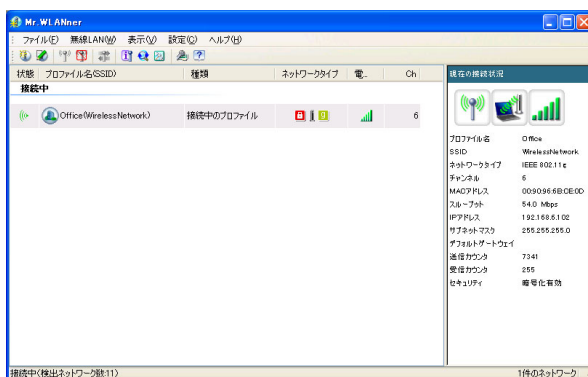 Mr.WLANner
ファイル(F) 無線LAN(W) 表示(V) 設定(C) ヘルプ(H)
状態 プロファイル名(SSID) 種類 ネットワークタイプ 電... Ch
接続中
Office(WirelessNetwork) 接続中のプロファイル 6
現在の接続状況
プロファイル名 Office
SSID WirelessNetwork
ネットワークタイプ IEEE 802.11g
チャンネル 6
MACアドレス 00:90:96:6B:0E:0D
スループット 54.0 Mbps
IPアドレス 192.168.6.102
サブネットマスク 255.255.255.0
デフォルトゲートウェイ
送信カウンタ 7341
受信カウンタ 255
セキュリティ 暗号化有効
接続中(検出ネットワーク数:11) 1件のネットワーク